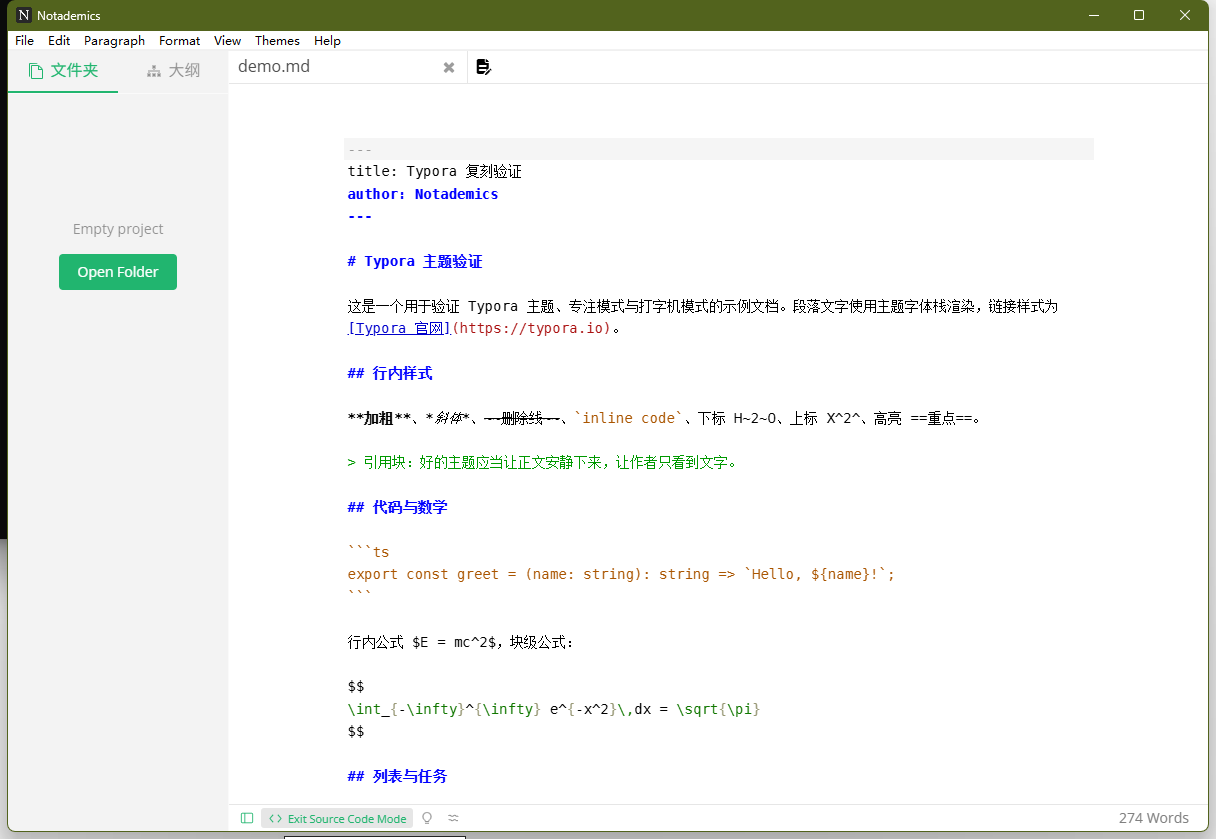 Notademics
File Edit Paragraph Format View Themes Help
文件夹 大纲
demo.md
Empty project
Open Folder
---
title: Typora 复刻验证
author: Notademics
---
# Typora 主题验证
这是一个用于验证 Typora 主题、专注模式与打字机模式的示例文档。段落文字使用主题字体栈渲染，链接样式为
[Typora 官网](https://typora.io)。
## 行内样式
**加粗**、*斜体*、~~删除线~~、`inline code`、下标 H~2~O、上标 X^2^、高亮 ==重点==。
> 引用块：好的主题应当让正文安静下来，让作者只看到文字。
## 代码与数学
```ts
export const greet = (name: string): string => `Hello, ${name}!`;
```
行内公式 $E = mc^2$，块级公式：
$$
\int_{-\infty}^{\infty} e^{-x^2}\,dx = \sqrt{\pi}
$$
## 列表与任务
Exit Source Code Mode
274 Words